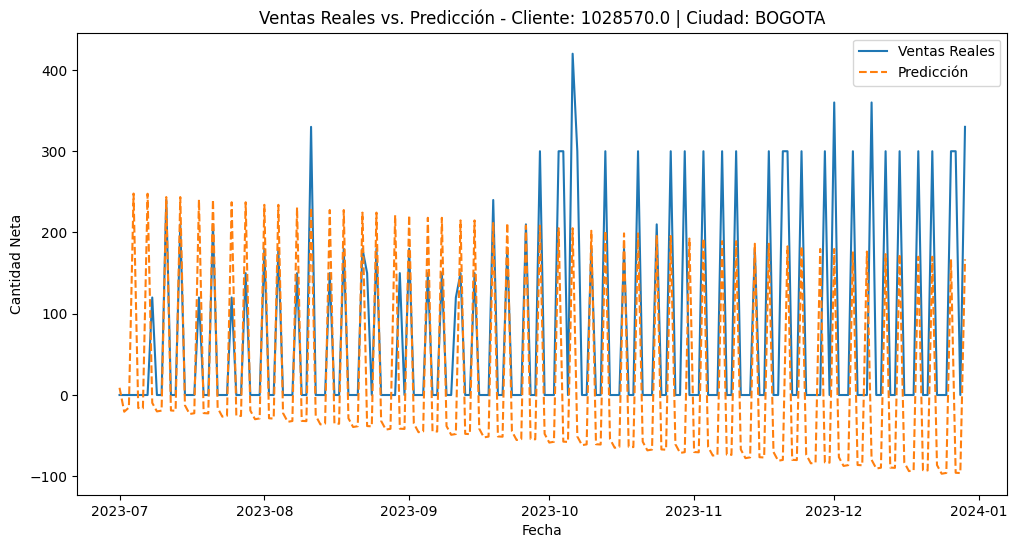 Ventas Reales vs. Predicción - Cliente: 1028570.0 | Ciudad: BOGOTA
Ventas Reales
Predicción
Cantidad Neta
400
300
200
100
0
−100
2023-07
2023-08
2023-09
2023-10
2023-11
2023-12
2024-01
Fecha